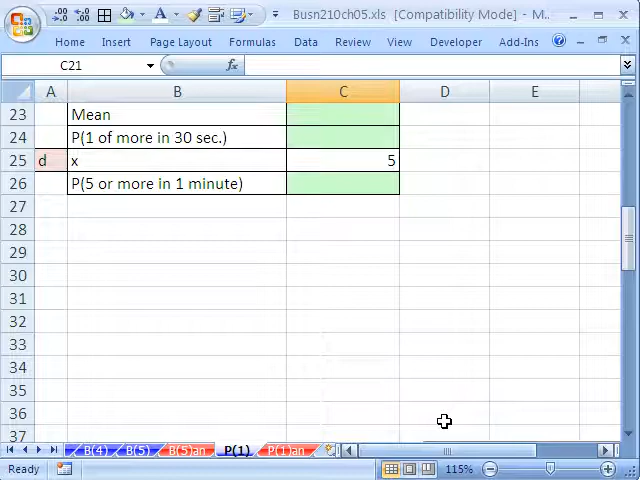 Busn210ch05.xls [Compatibility Mode] - M...
Home Insert Page Layout Formulas Data Review View Developer Add-Ins
C21 fx
A B C D E
23 Mean
24 P(1 of more in 30 sec.)
25 d x 5
26 P(5 or more in 1 minute)
27
28
29
30
31
32
33
34
35
36
37
B(4) B(5) B(5)an P(1) P(1)an
Ready 115%